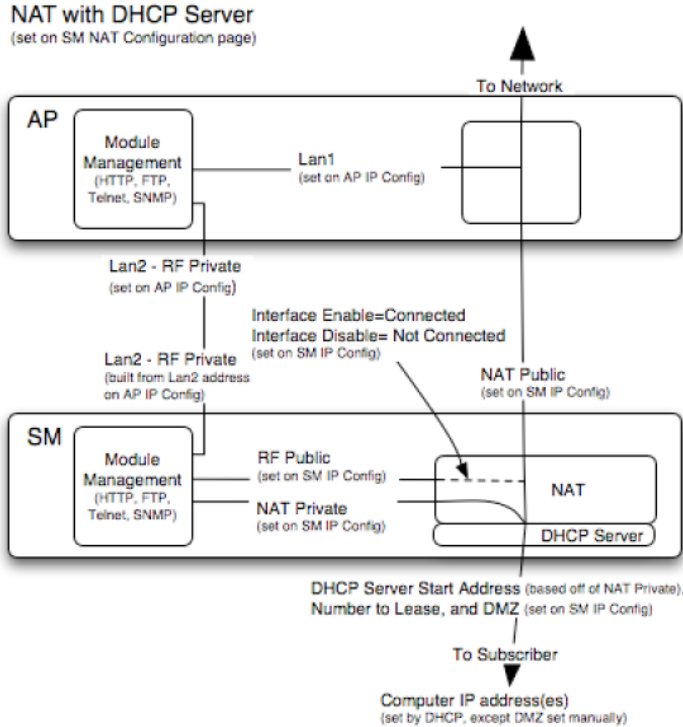 NAT with DHCP Server
(set on SM NAT Configuration page)
To Network
AP
Module
Management
(HTTP, FTP,
Telnet, SNMP)
Lan1
(set on AP IP Config)
Lan2 - RF Private
(set on AP IP Config)
Interface Enable=Connected
Interface Disable= Not Connected
(set on SM IP Config)
Lan2 - RF Private
(built from Lan2 address
on AP IP Config)
NAT Public
(set on SM IP Config)
SM
Module
Management
(HTTP, FTP,
Telnet, SNMP)
RF Public
(set on SM IP Config)
NAT Private
(set on SM IP Config)
NAT
DHCP Server
DHCP Server Start Address (based off of NAT Private),
Number to Lease, and DMZ (set on SM IP Config)
To Subscriber
Computer IP address(es)
(set by DHCP, except DMZ set manually)